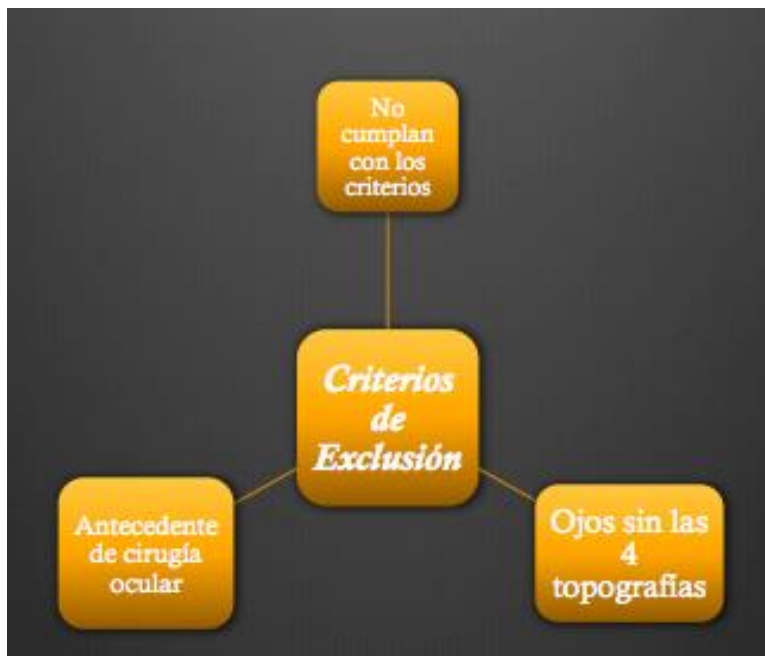 No
cumplan
con los
criterios
Criterios
de
Exclusión
Antecedente
de cirugía
ocular
Ojos sin las
4
topografías